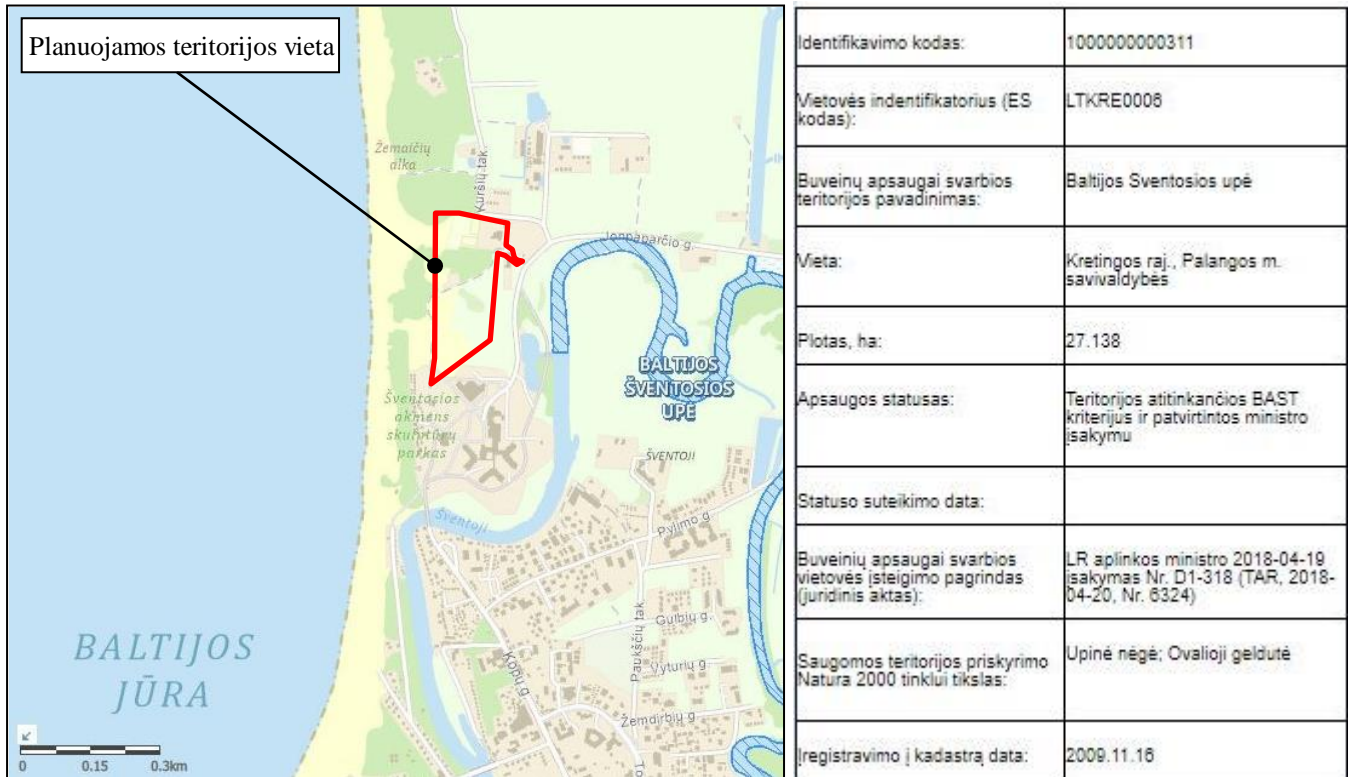 Planuojamos teritorijos vieta
Žemaičių
alka
Kuršių tak
Jonpaparčio g.
BALTIJOS
ŠVENTOSIOS
UPĖ
Šventosios
akmens
skulptūrų
parkas
ŠVENTOJI
Šventoji
Pylimo g
Gulbių g.
Paukščių tak
Vyturių g.
Kopų g
Žemairbių g
BALTIJOS
JŪRA
0 0.15 0.3km
Identifikavimo kodas: 1000000000311
Vietovės indentifikatorius (ES
kodas): LTKRE0006
Buveinų apsaugai svarbios
teritorijos pavadinimas: Baltijos Sventosios upė
Vieta: Kretingos raj., Palangos m.
savivaldybės
Plotas, ha: 27.138
Apsaugos statusas: Teritorijos atitinkančios BAST
kriterijus ir patvirtintos ministro
įsakymu
Statuso suteikimo data:
Buveinių apsaugai svarbios
vietovės įsteigimo pagrindas
(juridinis aktas): LR aplinkos ministro 2018-04-19
įsakymas Nr. D1-318 (TAR, 2018-
04-20, Nr. 6324)
Saugomos teritorijos priskyrimo
Natura 2000 tinklui tikslas: Upinė nėgė; Ovalioji geldutė
Įregistravimo į kadastrą data: 2009.11.16